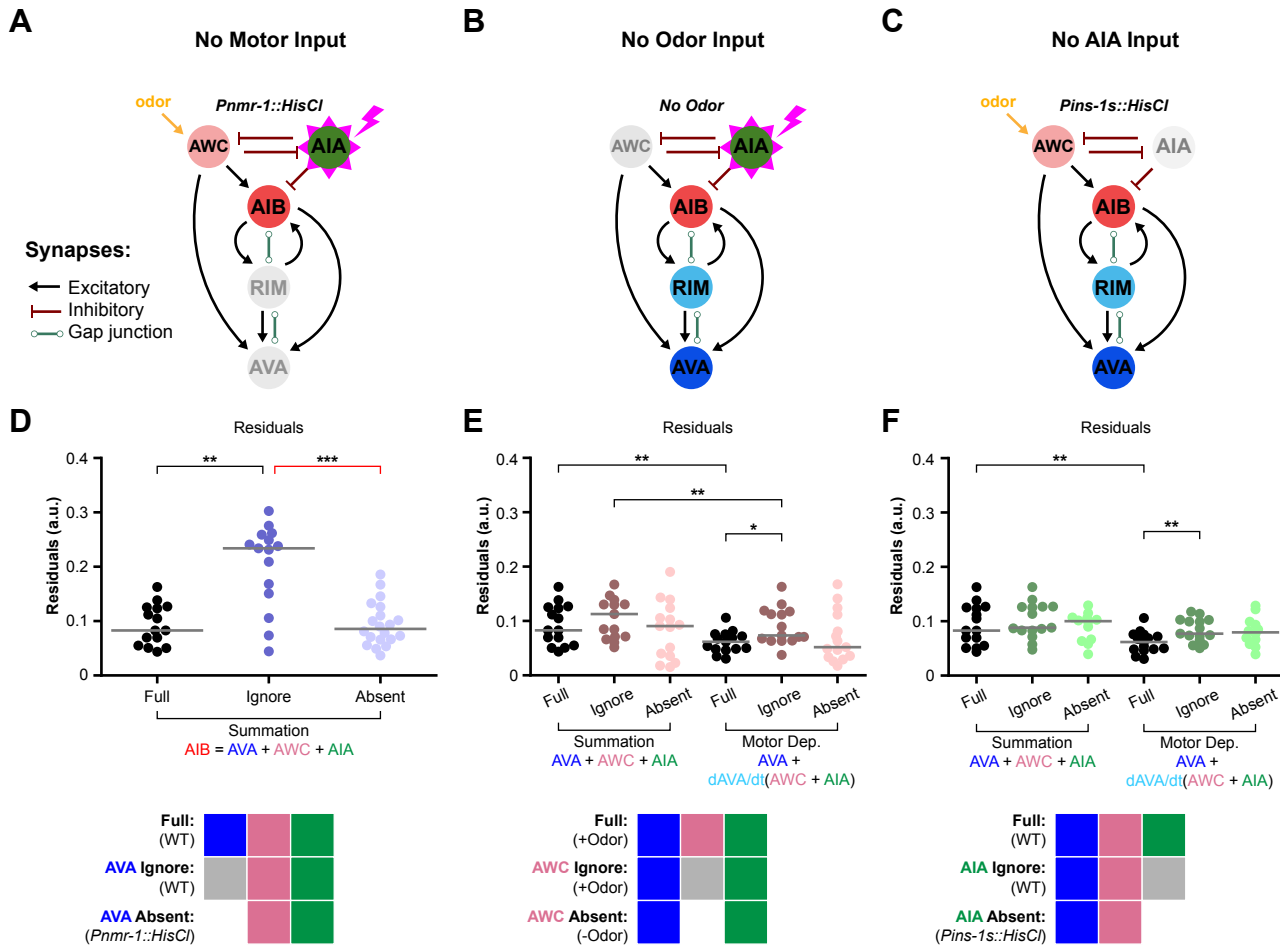 A
No Motor Input
odor
Pnmr-1::HisCl
AWC
AIA
AIB
RIM
AVA
Synapses:
Excitatory
Inhibitory
Gap junction
B
No Odor Input
No Odor
AWC
AIA
AIB
RIM
AVA
C
No AIA Input
odor
Pins-1s::HisCl
AWC
AIA
AIB
RIM
AVA
D
Residuals
Residuals (a.u.)
0.4
0.3
0.2
0.1
0
**
***
Full
Ignore
Absent
Summation
AIB = AVA + AWC + AIA
Full:
(WT)
AVA Ignore:
(WT)
AVA Absent:
(Pnmr-1::HisCl)
E
Residuals
Residuals (a.u.)
0.4
0.3
0.2
0.1
0
**
**
*
Full
Ignore
Absent
Full
Ignore
Absent
Summation
AVA + AWC + AIA
Motor Dep.
AVA +
dAVA/dt(AWC + AIA)
Full:
(+Odor)
AWC Ignore:
(+Odor)
AWC Absent:
(-Odor)
F
Residuals
Residuals (a.u.)
0.4
0.3
0.2
0.1
0
**
**
Full
Ignore
Absent
Full
Ignore
Absent
Summation
AVA + AWC + AIA
Motor Dep.
AVA +
dAVA/dt(AWC + AIA)
Full:
(WT)
AIA Ignore:
(WT)
AIA Absent:
(Pins-1s::HisCl)